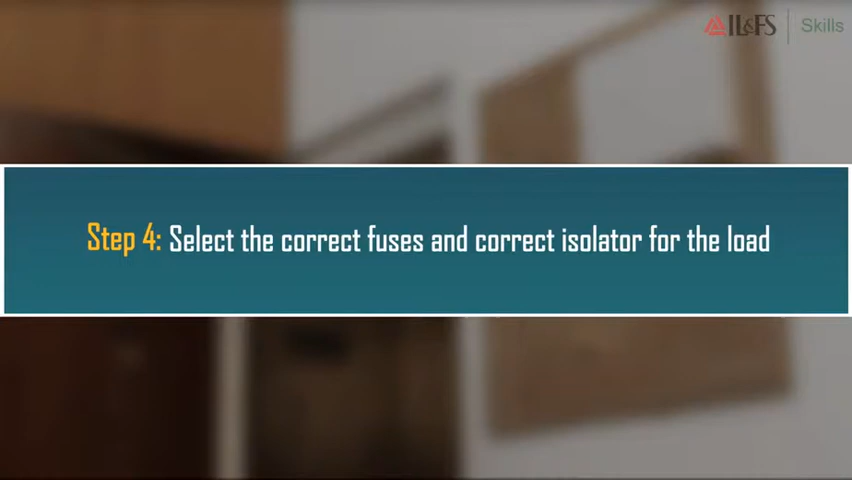 IL&FS | Skills
Step 4: Select the correct fuses and correct isolator for the load